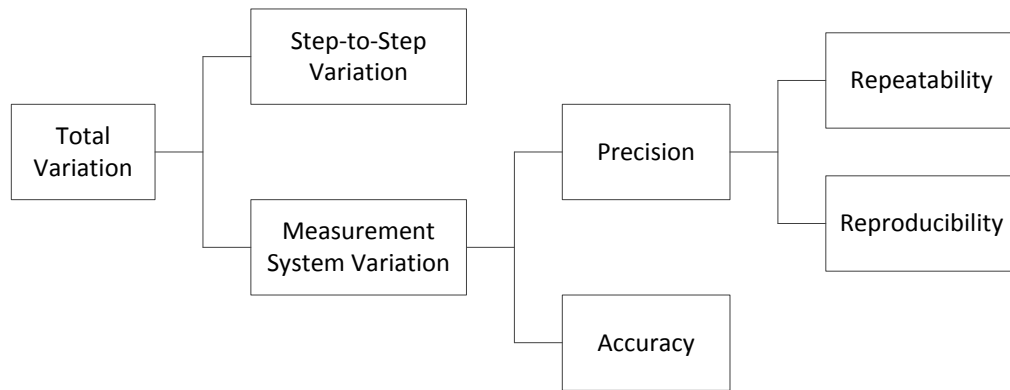 Total
Variation
Step-to-Step
Variation
Measurement
System Variation
Precision
Accuracy
Repeatability
Reproducibility